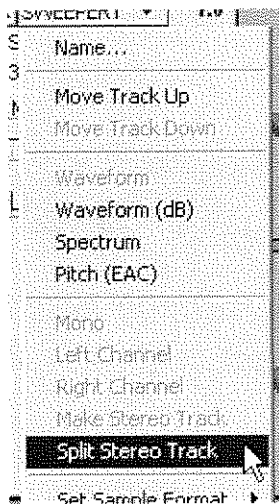 Name...
Move Track Up
Move Track Down
Waveform
Waveform (dB)
Spectrum
Pitch (EAC)
Mono
Left Channel
Right Channel
Make Stereo Track
Split Stereo Track
Set Sample Format